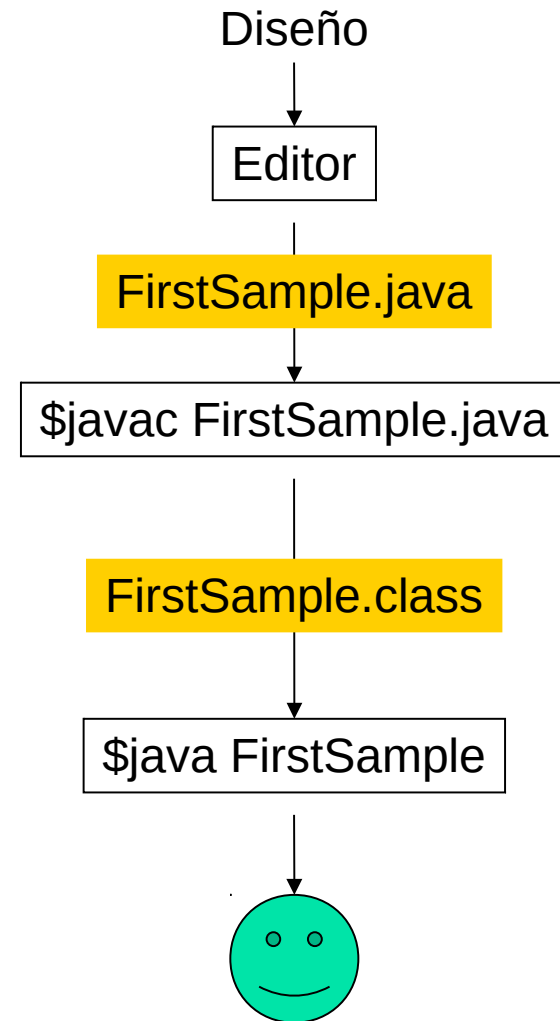 Diseño
Editor
FirstSample.java
$javac FirstSample.java
FirstSample.class
$java FirstSample